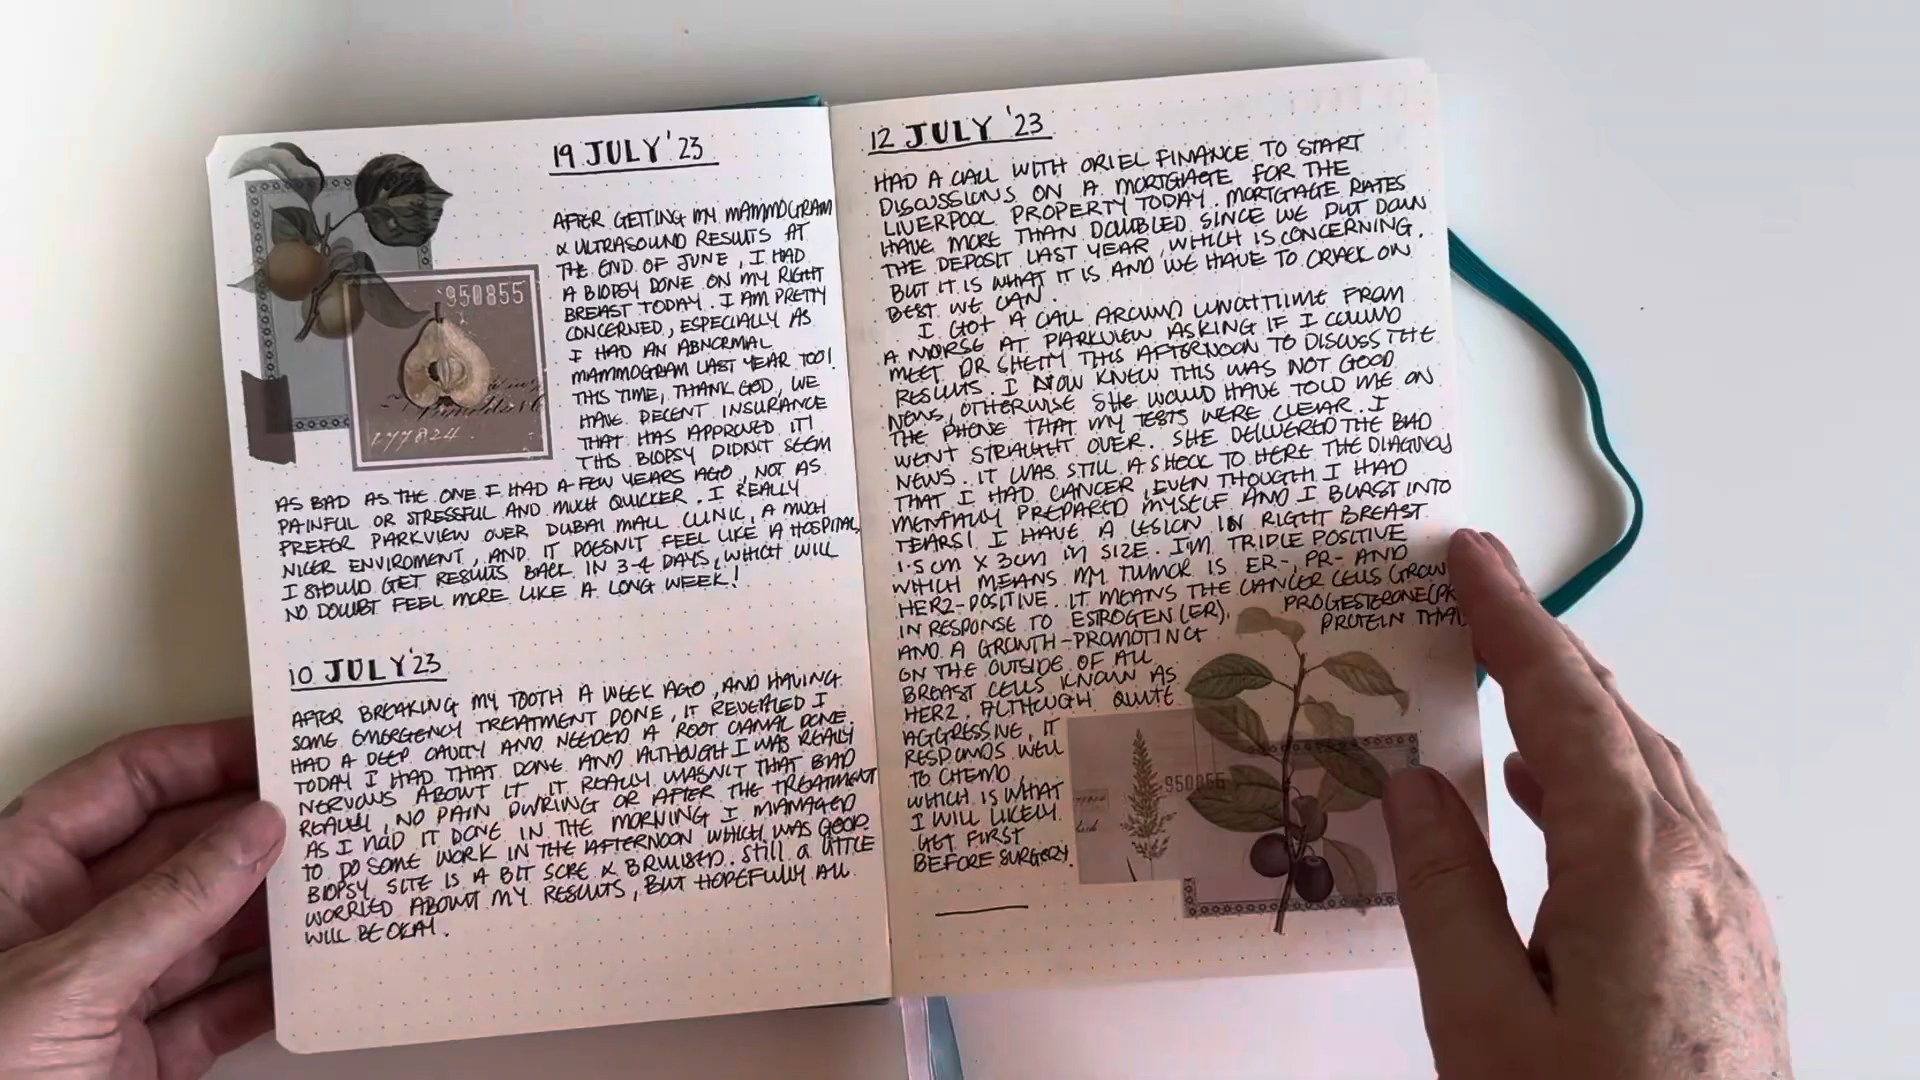 19 JULY '23
AFTER GETTING MY MAMMOGRAM
& ULTRASOUND RESULTS AT
THE END OF JUNE, I HAD
A BIOPSY DONE ON MY RIGHT
BREAST TODAY. I AM PRETTY
CONCERNED, ESPECIALLY AS
I HAD AN ABNORMAL
MAMMOGRAM LAST YEAR TOO!
THIS TIME, THANK GOD, WE
HAVE DECENT INSURANCE
THAT HAS APPROVED IT!
THIS BIOPSY DIDN'T SEEM
AS BAD AS THE ONE I HAD A FEW YEARS AGO, NOT AS
PAINFUL OR STRESSFUL AND MUCH QUICKER. I REALLY
PREFER PARKVIEW OVER DUBAI MALL CLINIC, A MUCH
NICER ENVIROMENT, AND IT DOESN'T FEEL LIKE A HOSPITAL,
I SHOULD GET RESULTS BACK IN 3-4 DAYS, WHICH WILL
NO DOUBT FEEL MORE LIKE A LONG WEEK!
950855
177824
10 JULY '23
AFTER BREAKING MY TOOTH A WEEK AGO, AND HAVING
SOME EMERGENCY TREATMENT DONE, IT REVEALED I
HAD A DEEP CAVITY AND NEEDED A ROOT CANAL DONE.
TODAY I HAD THAT DONE AND ALTHOUGH I WAS REALLY
NERVOUS ABOUT IT IT REALLY WASN'T THAT BAD
REALLY, NO PAIN DURING OR AFTER THE TREATMENT
AS I HAD IT DONE IN THE MORNING I MANAGED
TO DO SOME WORK IN THE AFTERNOON WHICH WAS GOOD.
BIOPSY SITE IS A BIT SORE & BRUISED. STILL A LITTLE
WORRIED ABOUT MY RESULTS, BUT HOPEFULLY ALL
WILL BE OKAY.
12 JULY '23
HAD A CALL WITH ORIEL FINANCE TO START
DISCUSSIONS ON A MORTGAGE FOR THE
LIVERPOOL PROPERTY TODAY. MORTGAGE RATES
HAVE MORE THAN DOUBLED SINCE WE PUT DOWN
THE DEPOSIT LAST YEAR, WHICH IS CONCERNING.
BUT IT IS WHAT IT IS AND WE HAVE TO CRACK ON
BEST WE CAN.
I GOT A CALL AROUND LUNCHTIIME FROM
A NURSE AT PARKVIEW ASKING IF I COULD
MEET DR SHETTY THIS AFTERNOON TO DISCUSS THE
RESULTS. I NOW KNEW THIS WAS NOT GOOD
NEWS, OTHERWISE SHE WOULD HAVE TOLD ME ON
THE PHONE THAT MY TESTS WERE CLEAR. I
WENT STRAIGHT OVER. SHE DELIVERED THE BAD
NEWS. IT WAS STILL A SHOCK TO HERE THE DIAGNOSIS
THAT I HAD CANCER, EVEN THOUGH I HAD
MENTALLY PREPARED MYSELF AND I BURST INTO
TEARS! I HAVE A LESION IN RIGHT BREAST
1.5CM X 3CM IN SIZE. I'M TRIPLE POSITIVE
WHICH MEANS MY TUMOR IS ER-, PR- AND
HER2-POSITIVE. IT MEANS THE CANCER CELLS GROW
IN RESPONSE TO ESTROGEN (ER), PROGESTERONE (PR
AND A GROWTH-PROMOTING PROTEIN THAT
ON THE OUTSIDE OF ALL
BREAST CELLS KNOWN AS
HER2. ALTHOUGH QUITE
AGGRESSIVE, IT
RESPONDS WELL
TO CHEMO,
WHICH IS WHAT
I WILL LIKELY
GET FIRST
BEFORE SURGERY.
950855